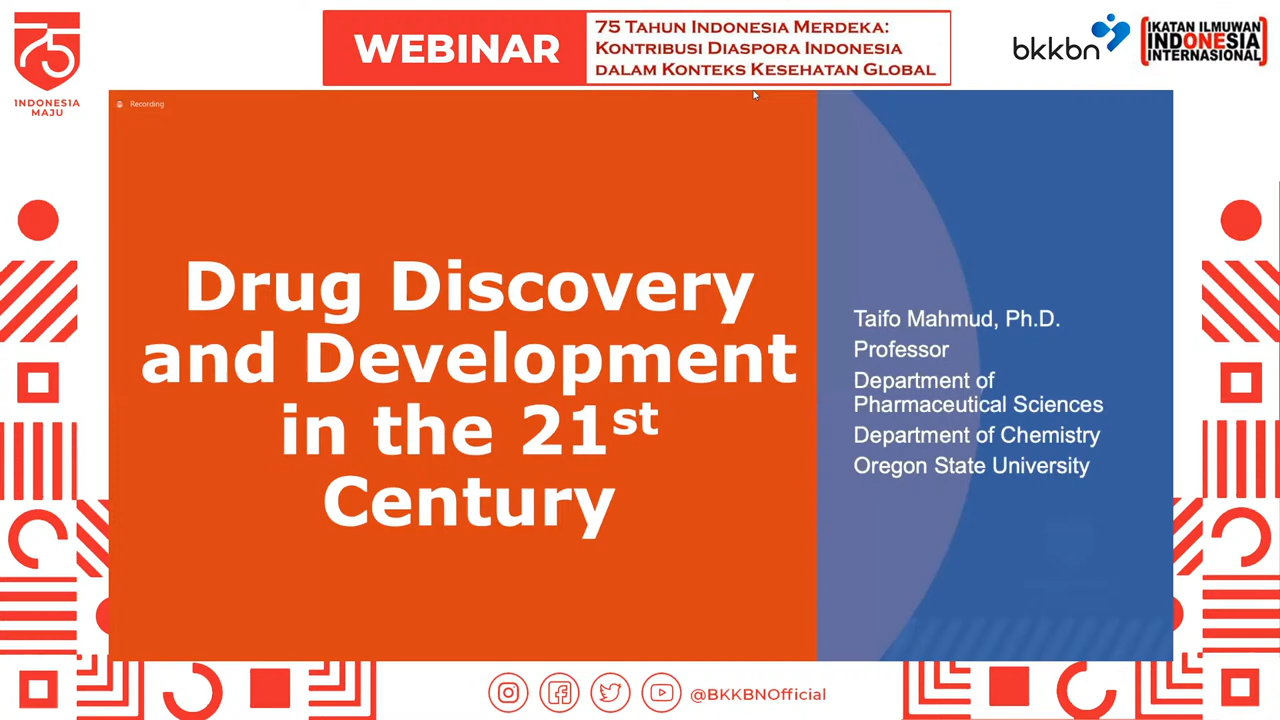 75
INDONESIA
MAJU
WEBINAR
75 TAHUN INDONESIA MERDEKA:
KONTRIBUSI DIASPORA INDONESIA
DALAM KONTEKS KESEHATAN GLOBAL
bkkbn
IKATAN ILMUWAN
INDONESIA
INTERNASIONAL
Recording
Drug Discovery
and Development
in the 21st
Century
Taifo Mahmud, Ph.D.
Professor
Department of
Pharmaceutical Sciences
Department of Chemistry
Oregon State University
@BKKBNOfficial